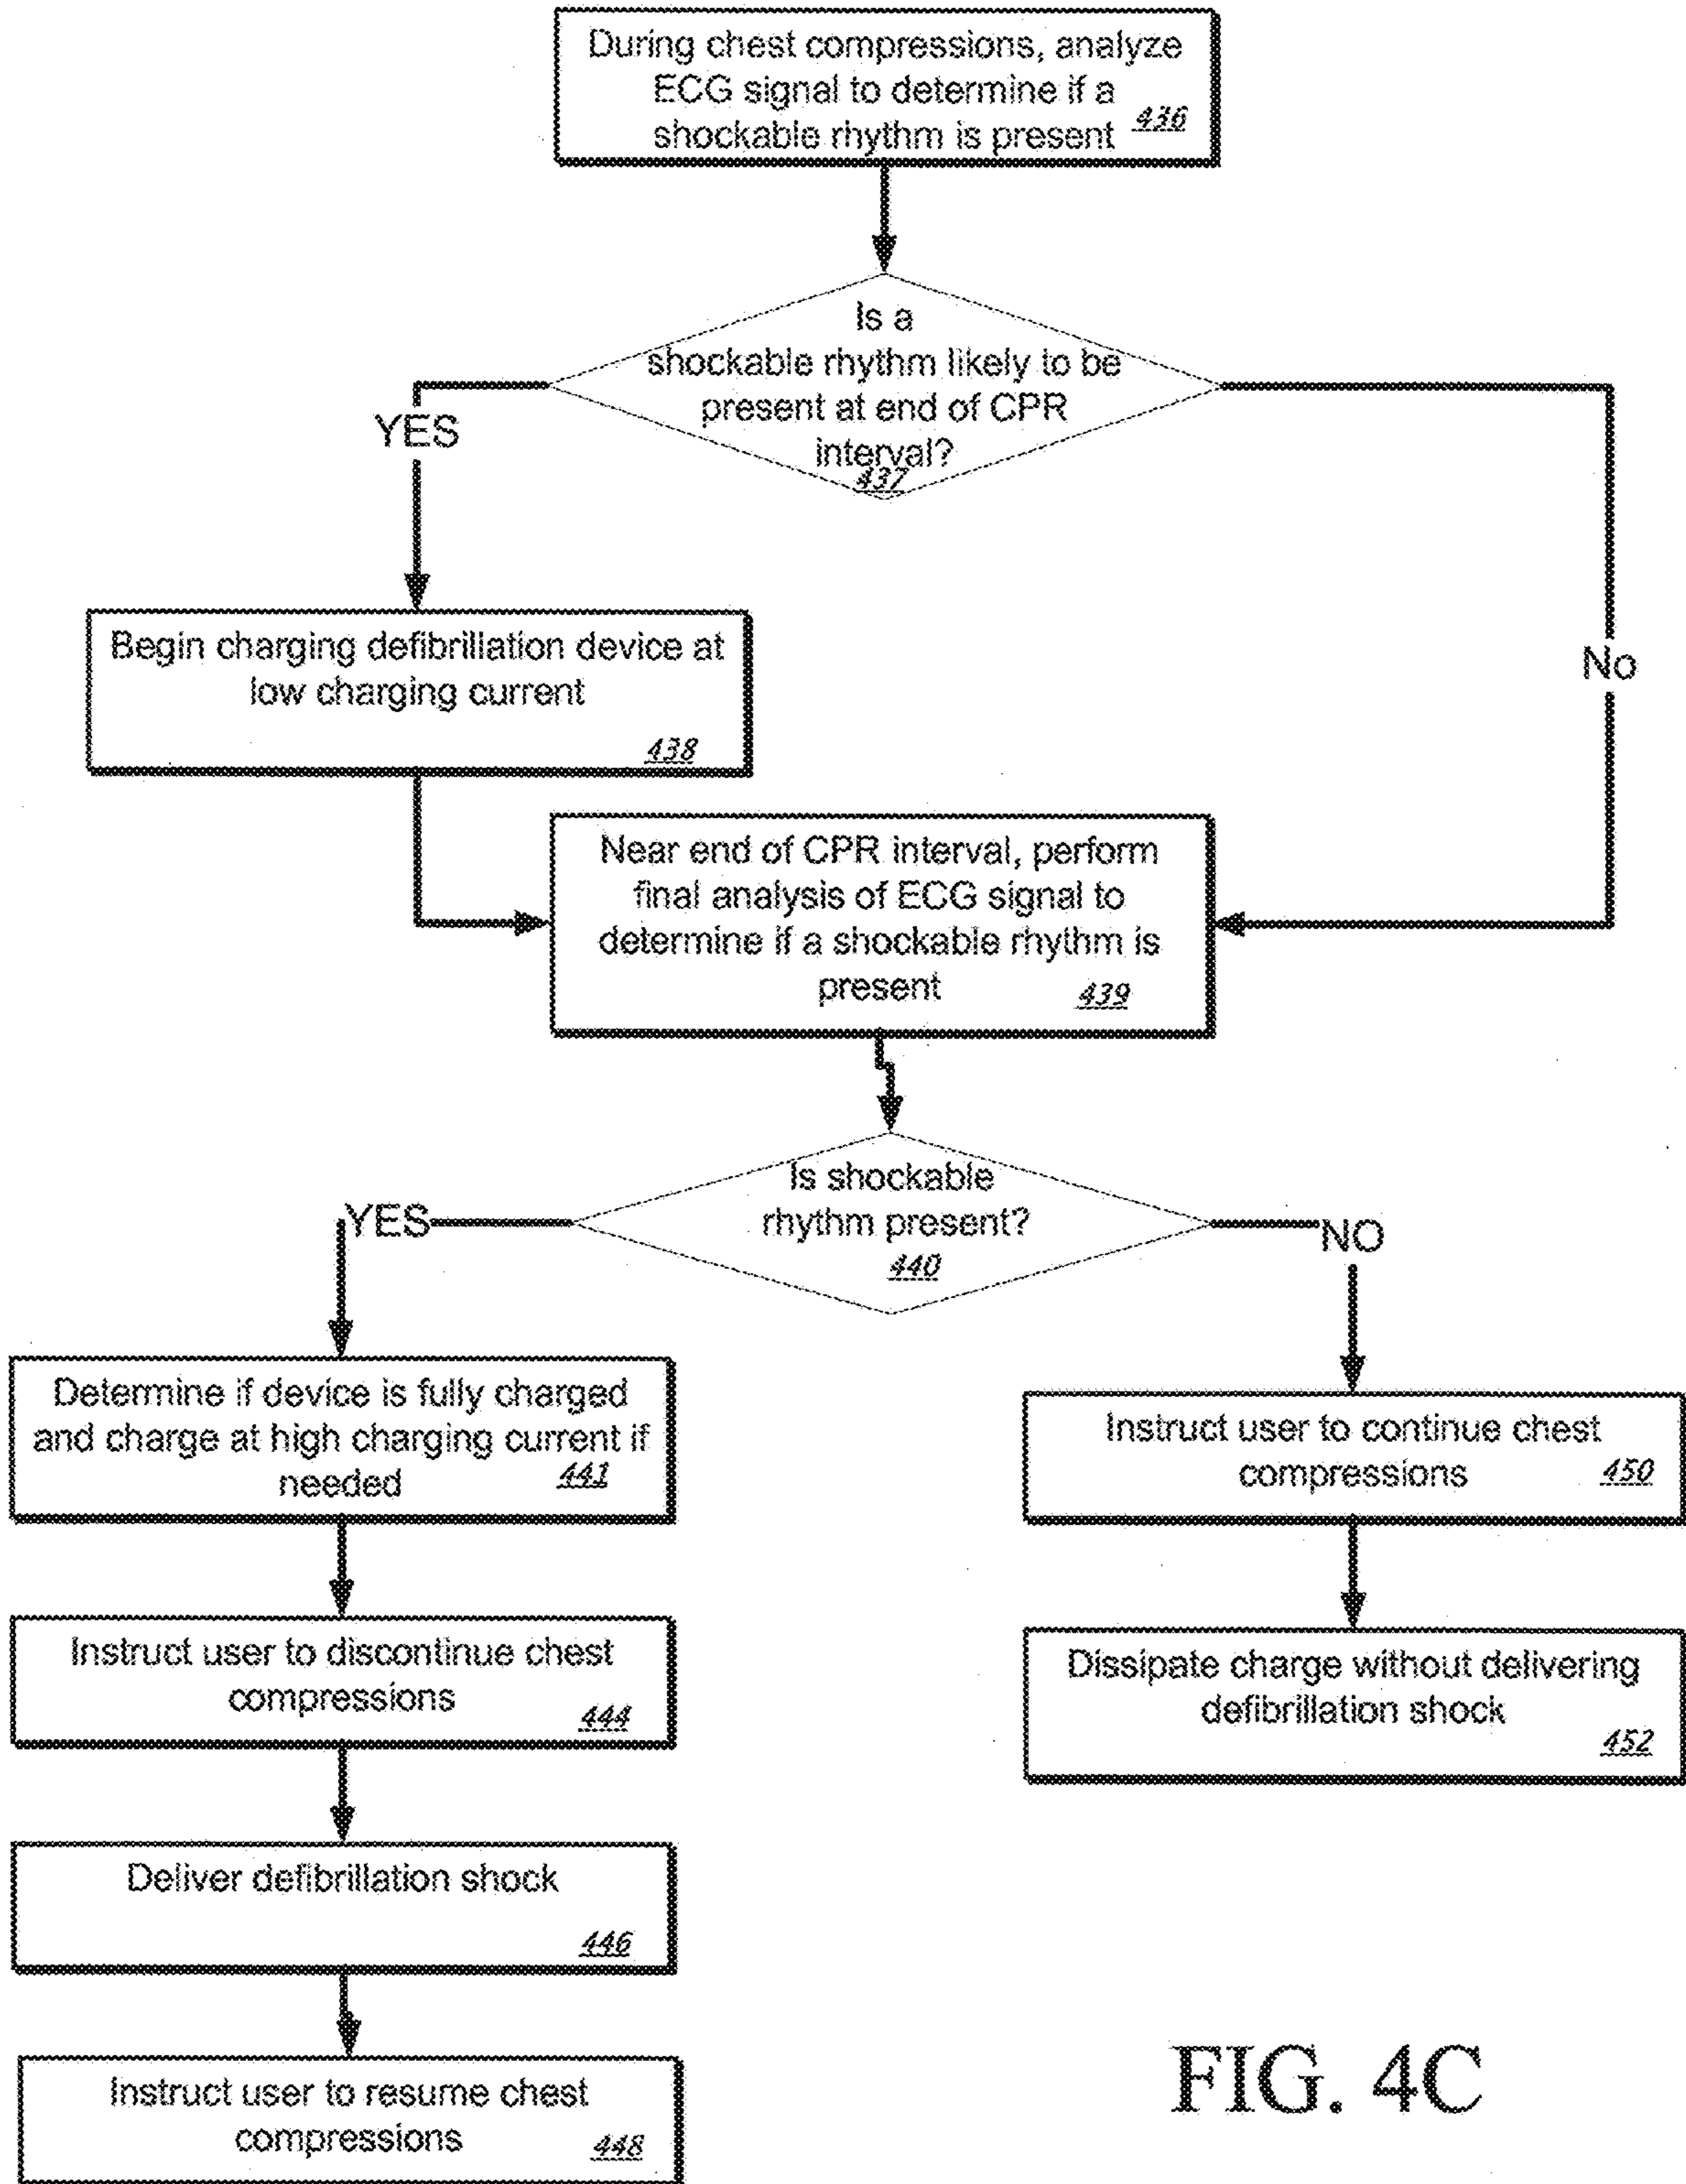 During chest compressions, analyze
ECG signal to determine if a
shockable rhythm is present
436
Is a
shockable rhythm likely to be
present at end of CPR
interval?
437
YES
No
Begin charging defibrillation device at
low charging current
438
Near end of CPR interval, perform
final analysis of ECG signal to
determine if a shockable rhythm is
present
439
Is shockable
rhythm present?
440
YES
NO
Determine if device is fully charged
and charge at high charging current if
needed
441
Instruct user to continue chest
compressions
450
Instruct user to discontinue chest
compressions
444
Dissipate charge without delivering
defibrillation shock
452
Deliver defibrillation shock
446
Instruct user to resume chest
compressions
448
FIG. 4C